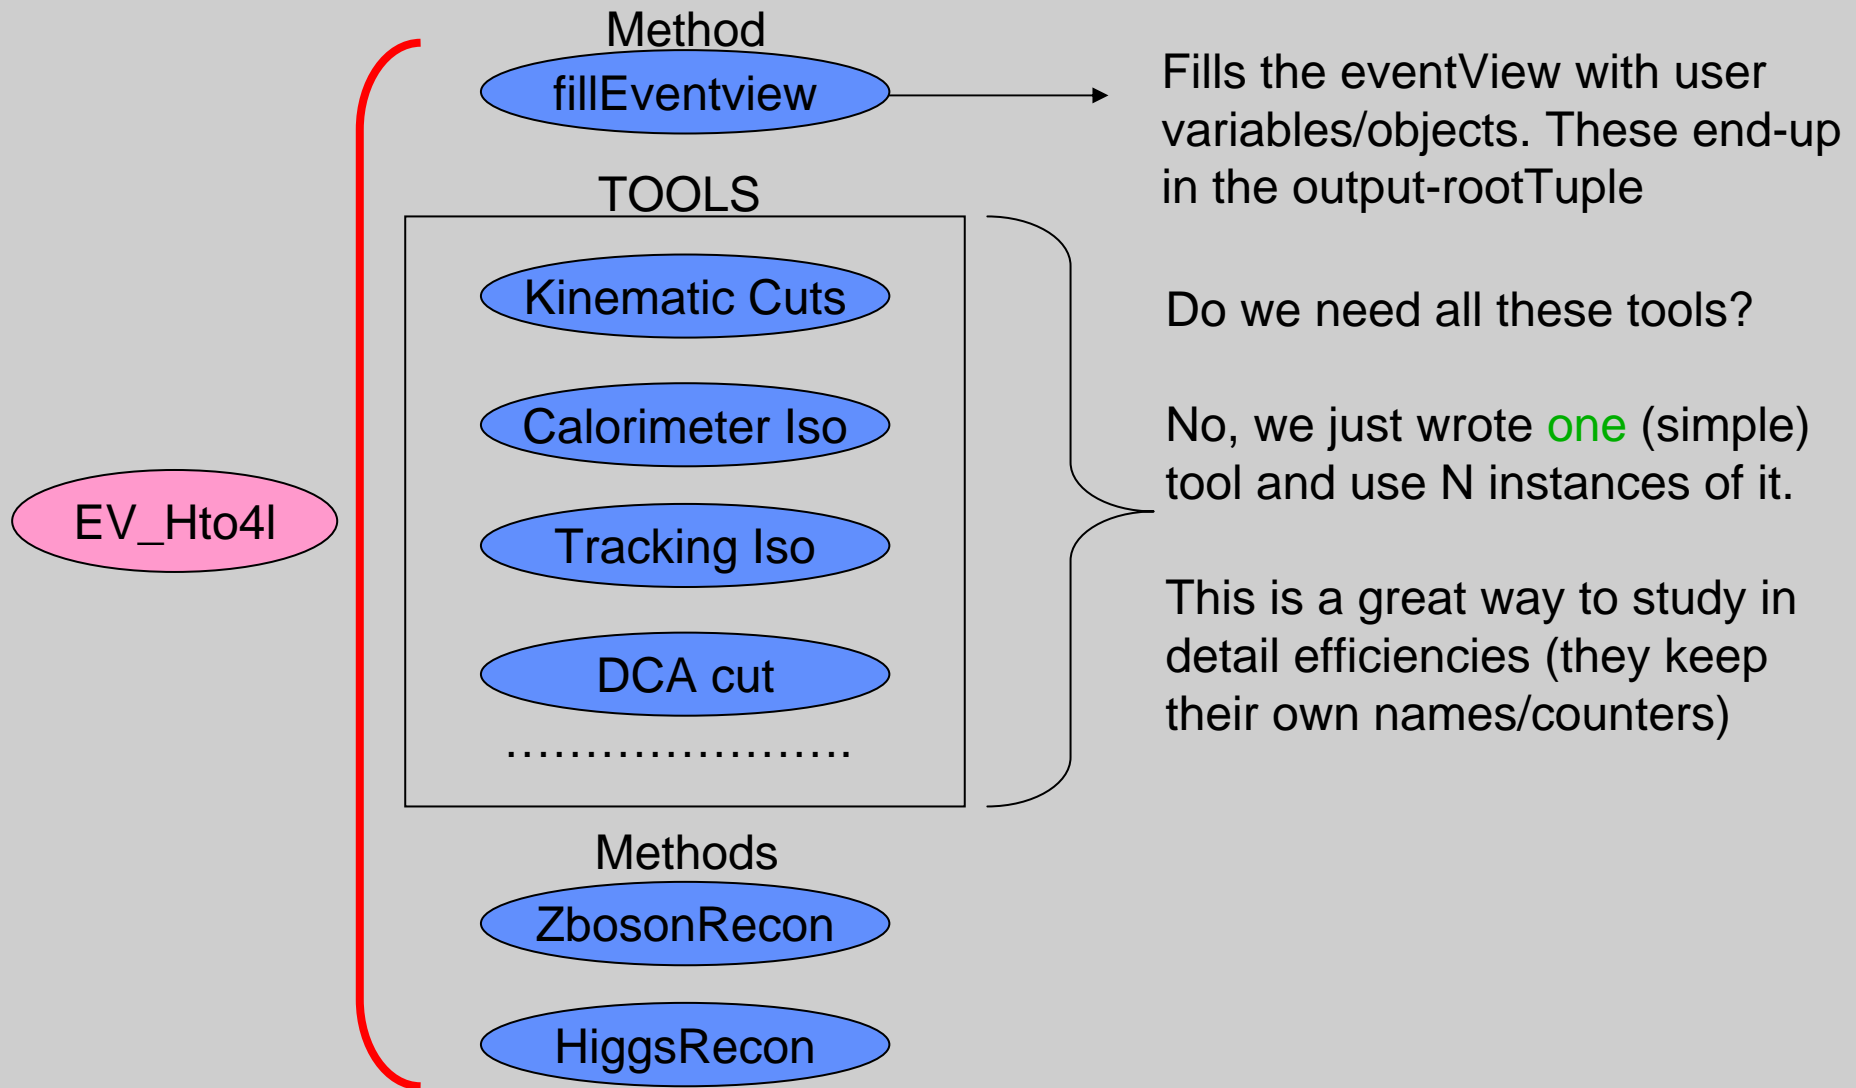 Method
fillEventview
Fills the eventView with user
variables/objects. These end-up
in the output-rootTuple
TOOLS
Kinematic Cuts
Calorimeter Iso
Tracking Iso
DCA cut
…………………….
Do we need all these tools?
No, we just wrote one (simple)
tool and use N instances of it.
This is a great way to study in
detail efficiencies (they keep
their own names/counters)
EV_Hto4l
Methods
ZbosonRecon
HiggsRecon